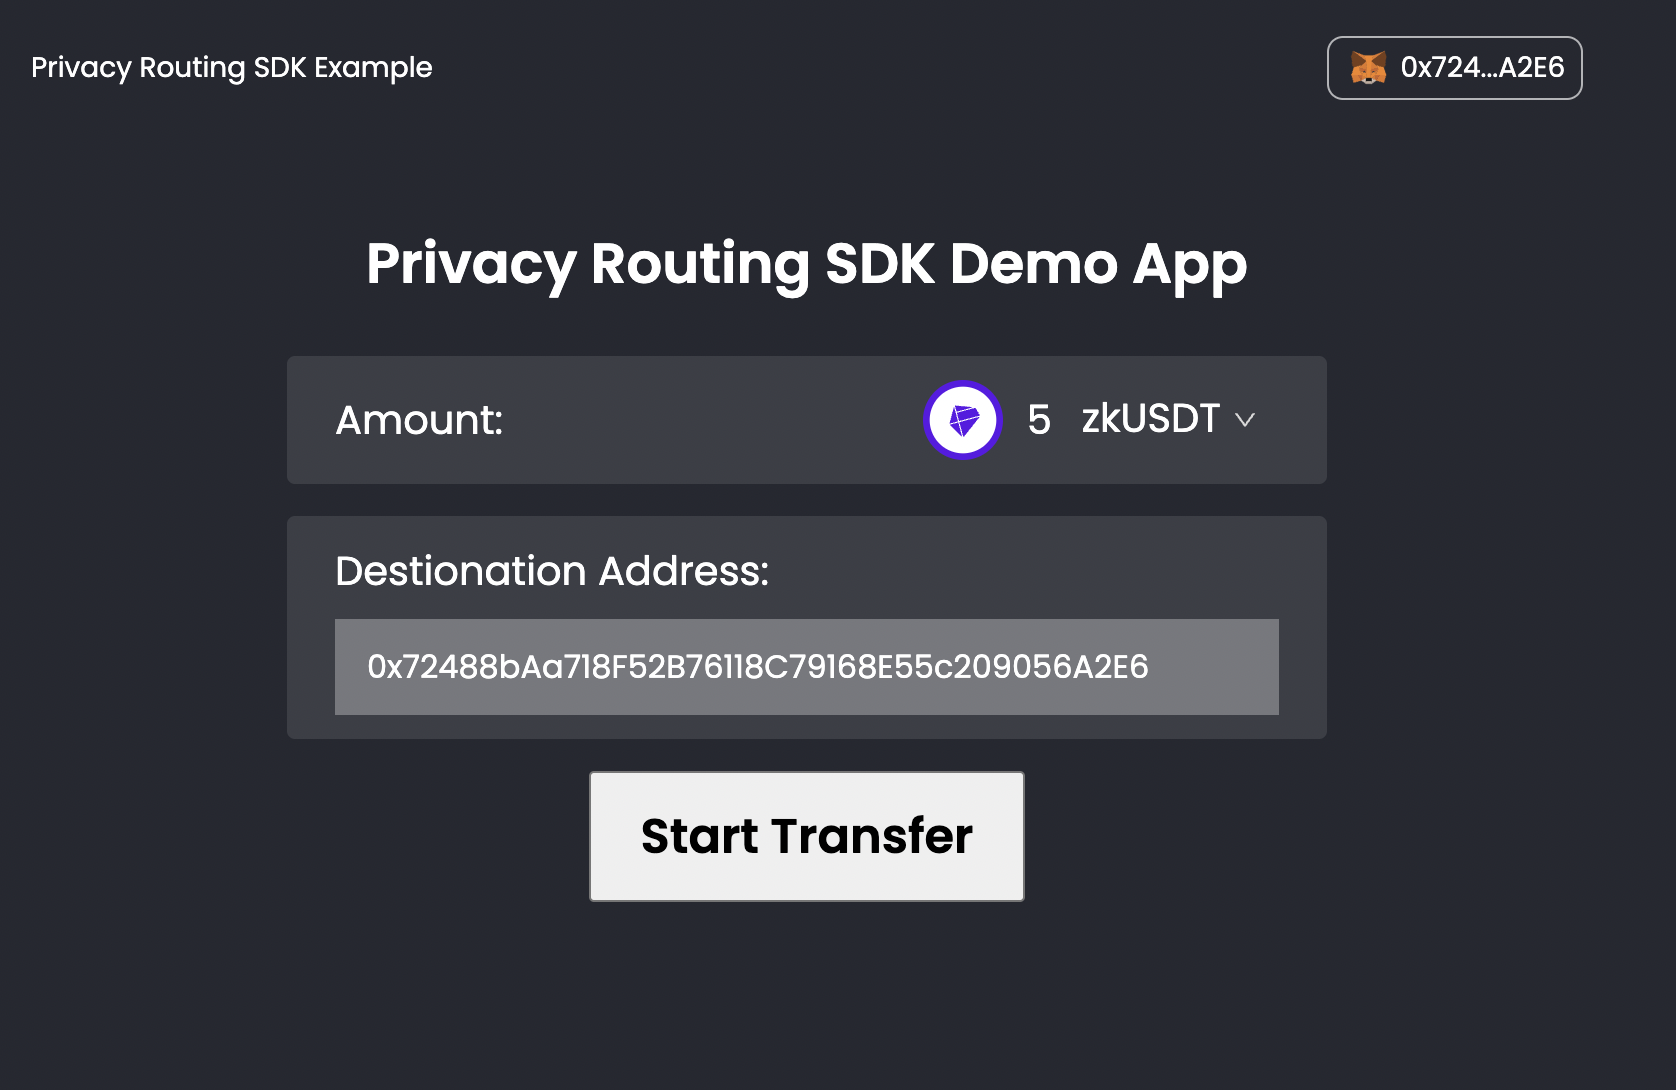 Privacy Routing SDK Example
0x724...A2E6
Privacy Routing SDK Demo App
Amount:
5 zkUSDT
Destionation Address:
0x72488bAa718F52B76118C79168E55c209056A2E6
Start Transfer